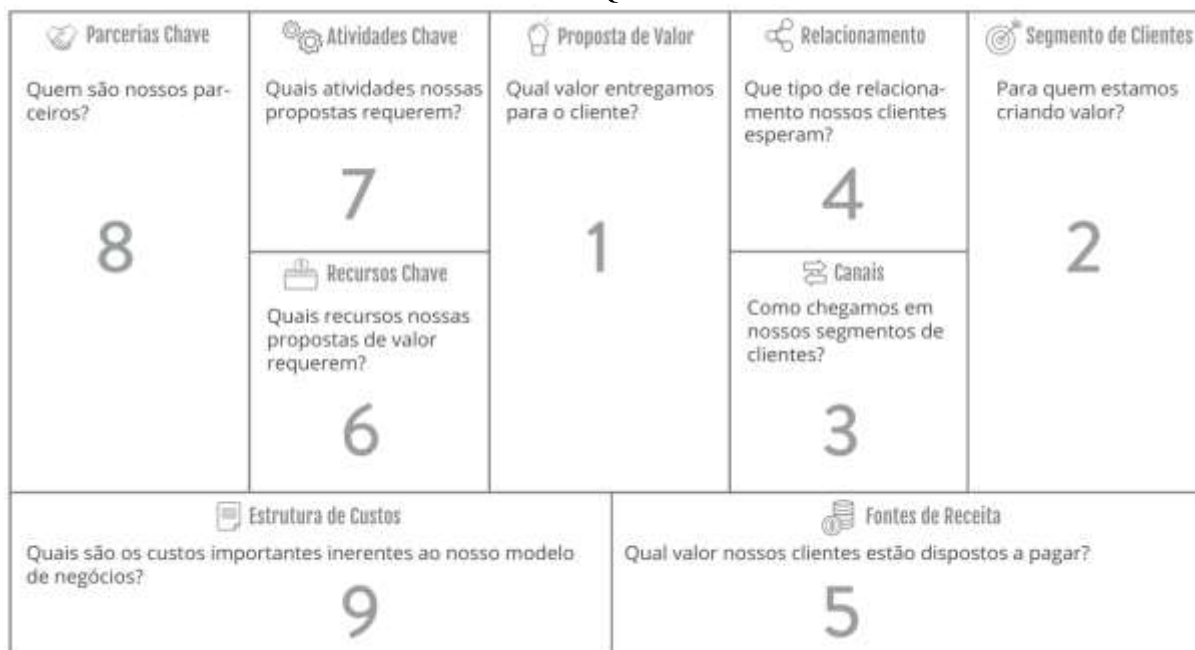 Parcerias Chave
Quem são nossos par-
ceiros?
8
Atividades Chave
Quais atividades nossas
propostas requerem?
7
Recursos Chave
Quais recursos nossas
propostas de valor
requerem?
6
Proposta de Valor
Qual valor entregamos
para o cliente?
1
Relacionamento
Que tipo de relaciona-
mento nossos clientes
esperam?
4
Canais
Como chegamos em
nossos segmentos de
clientes?
3
Segmento de Clientes
Para quem estamos
criando valor?
2
Estrutura de Custos
Quais são os custos importantes inerentes ao nosso modelo
de negócios?
9
Fontes de Receita
Qual valor nossos clientes estão dispostos a pagar?
5